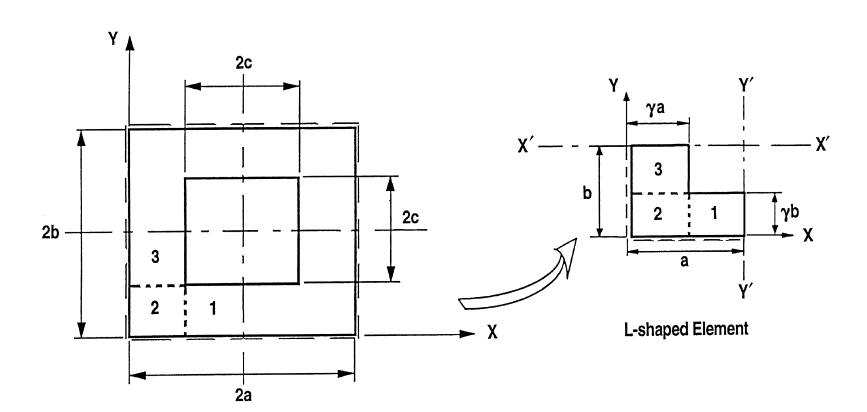 Y
2c
2b
2c
3
2
1
X
2a
Y
Y′
γa
X′
X′
3
b
2
1
γb
X
a
Y′
L-shaped Element